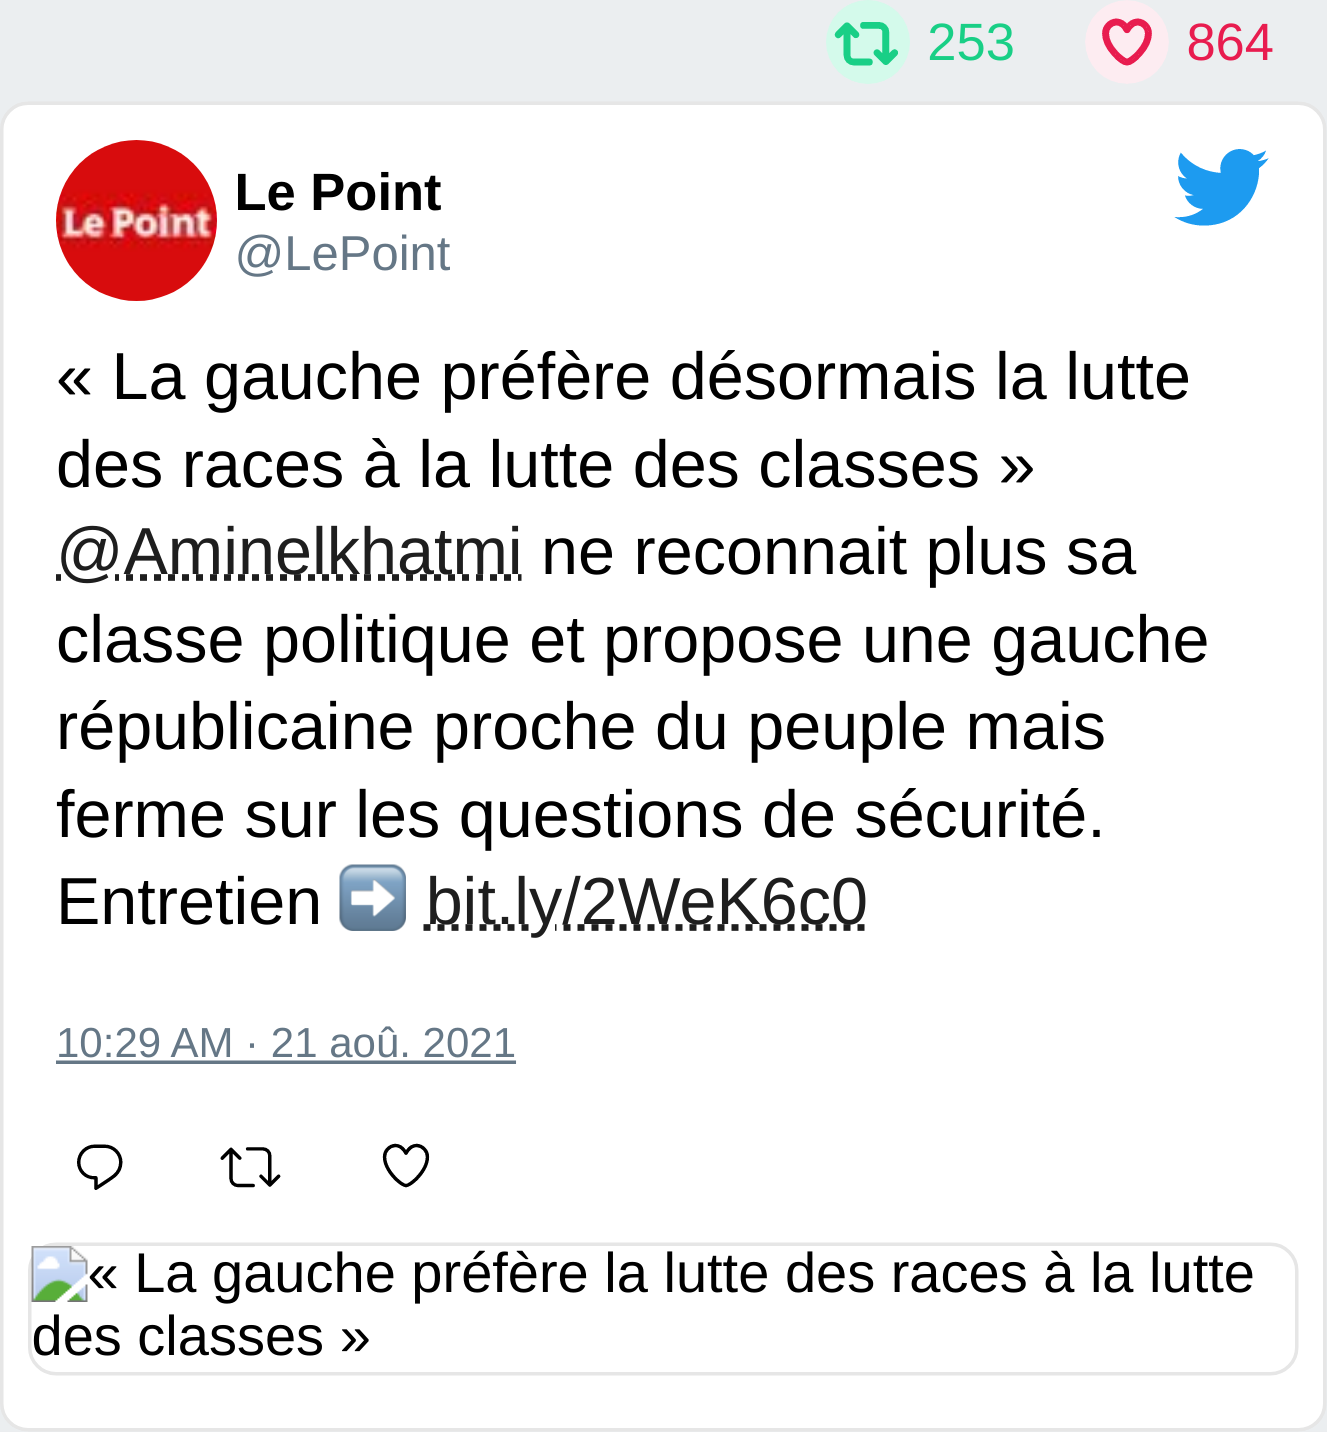 253 864
Le Point
Le Point
@LePoint
« La gauche préfère désormais la lutte
des races à la lutte des classes »
@Aminelkhatmi ne reconnait plus sa
classe politique et propose une gauche
républicaine proche du peuple mais
ferme sur les questions de sécurité.
Entretien ➡️ bit.ly/2WeK6c0
10:29 AM · 21 aoû. 2021
« La gauche préfère la lutte des races à la lutte
des classes »